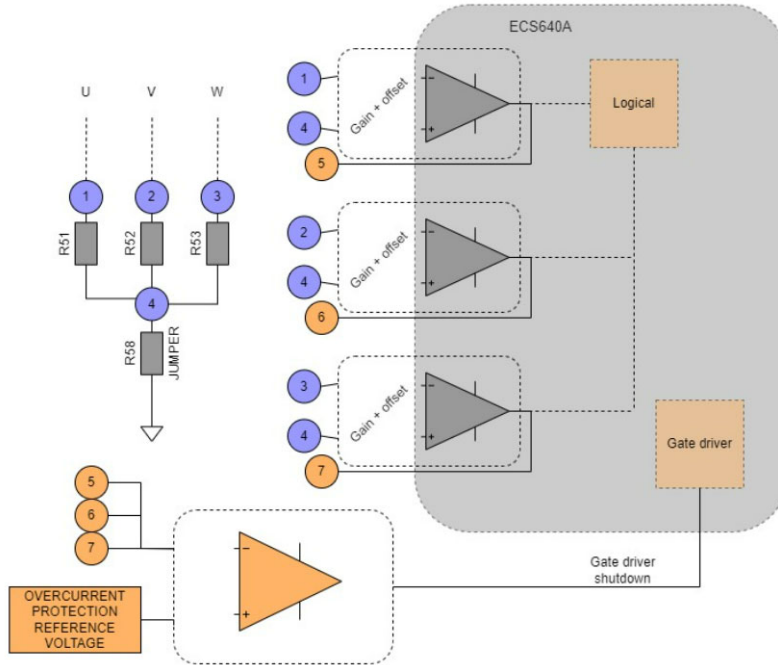 ECS640A
U
V
W
1
2
3
R51
R52
R53
4
R58
JUMPER
1
4
5
Gain + offset
−
+
Logical
2
4
6
Gain + offset
−
+
3
4
7
Gain + offset
−
+
Gate driver
5
6
7
−
+
OVERCURRENT
PROTECTION
REFERENCE
VOLTAGE
Gate driver
shutdown